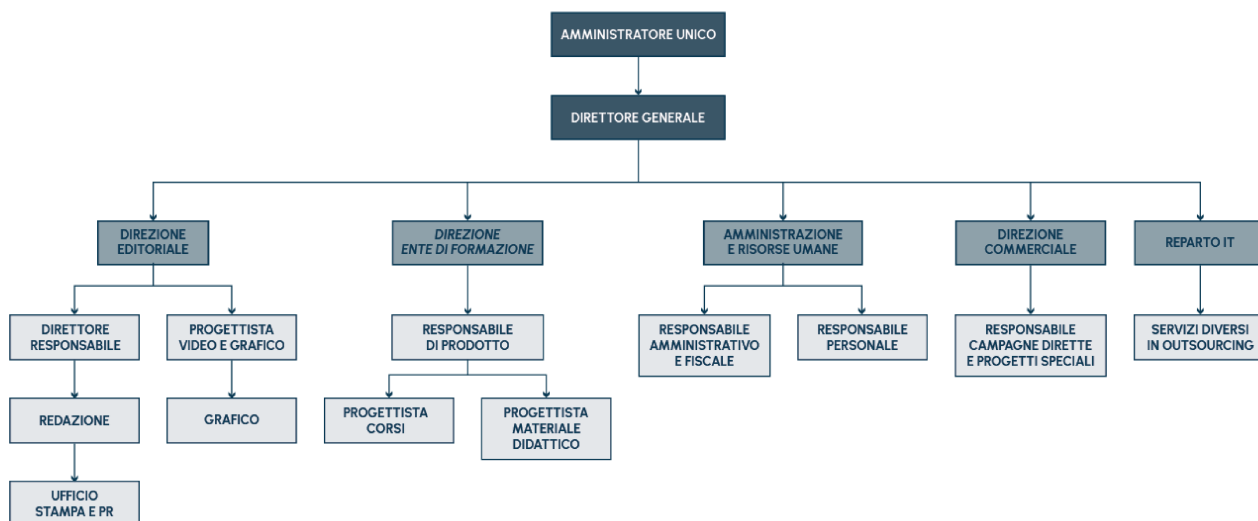 AMMINISTRATORE UNICO
DIRETTORE GENERALE
DIREZIONE
EDITORIALE
DIREZIONE
ENTE DI FORMAZIONE
AMMINISTRAZIONE
E RISORSE UMANE
DIREZIONE
COMMERCIALE
REPARTO IT
DIRETTORE
RESPONSABILE
PROGETTISTA
VIDEO E GRAFICO
RESPONSABILE
DI PRODOTTO
RESPONSABILE
AMMINISTRATIVO
E FISCALE
RESPONSABILE
PERSONALE
RESPONSABILE
CAMPAGNE DIRETTE
E PROGETTI SPECIALI
SERVIZI DIVERSI
IN OUTSOURCING
REDAZIONE
GRAFICO
PROGETTISTA
CORSI
PROGETTISTA
MATERIALE
DIDATTICO
UFFICIO
STAMPA E PR